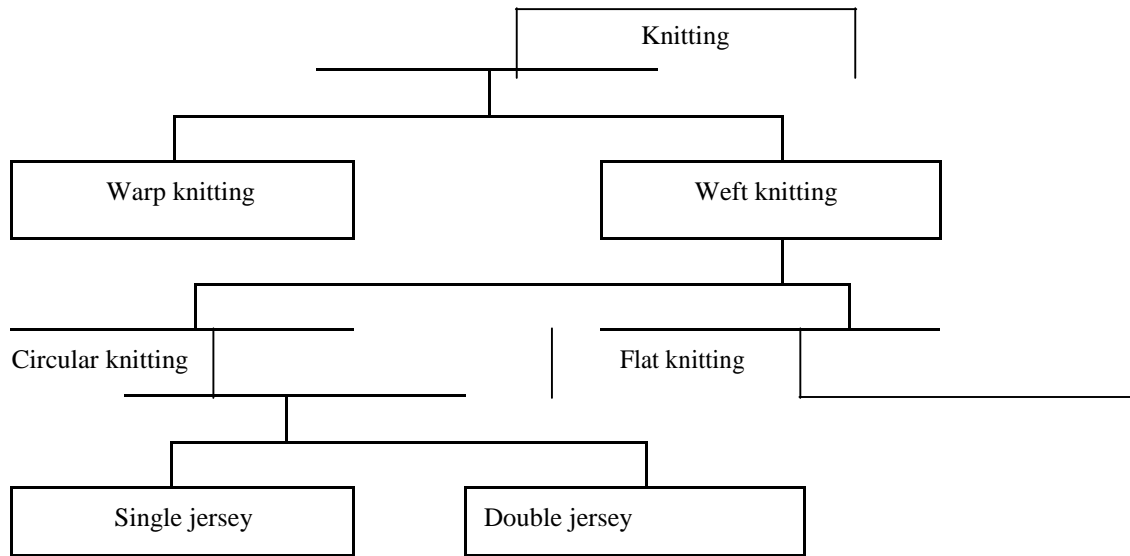 Knitting
Warp knitting
Weft knitting
Circular knitting
Flat knitting
Single jersey
Double jersey